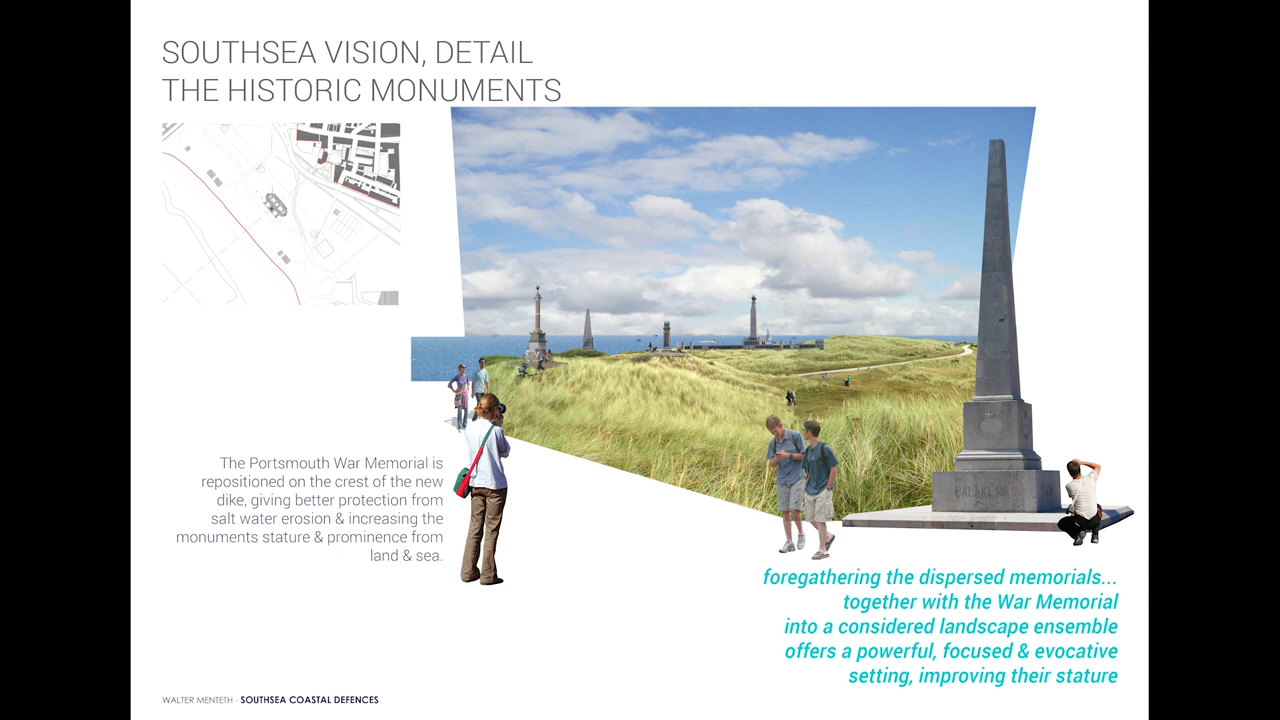 SOUTHSEA VISION, DETAIL
THE HISTORIC MONUMENTS
The Portsmouth War Memorial is
repositioned on the crest of the new
dike, giving better protection from
salt water erosion & increasing the
monuments stature & prominence from
land & sea.
BALAKLAVA
foregathering the dispersed memorials...
together with the War Memorial
into a considered landscape ensemble
offers a powerful, focused & evocative
setting, improving their stature
WALTER MENTETH - SOUTHSEA COASTAL DEFENCES